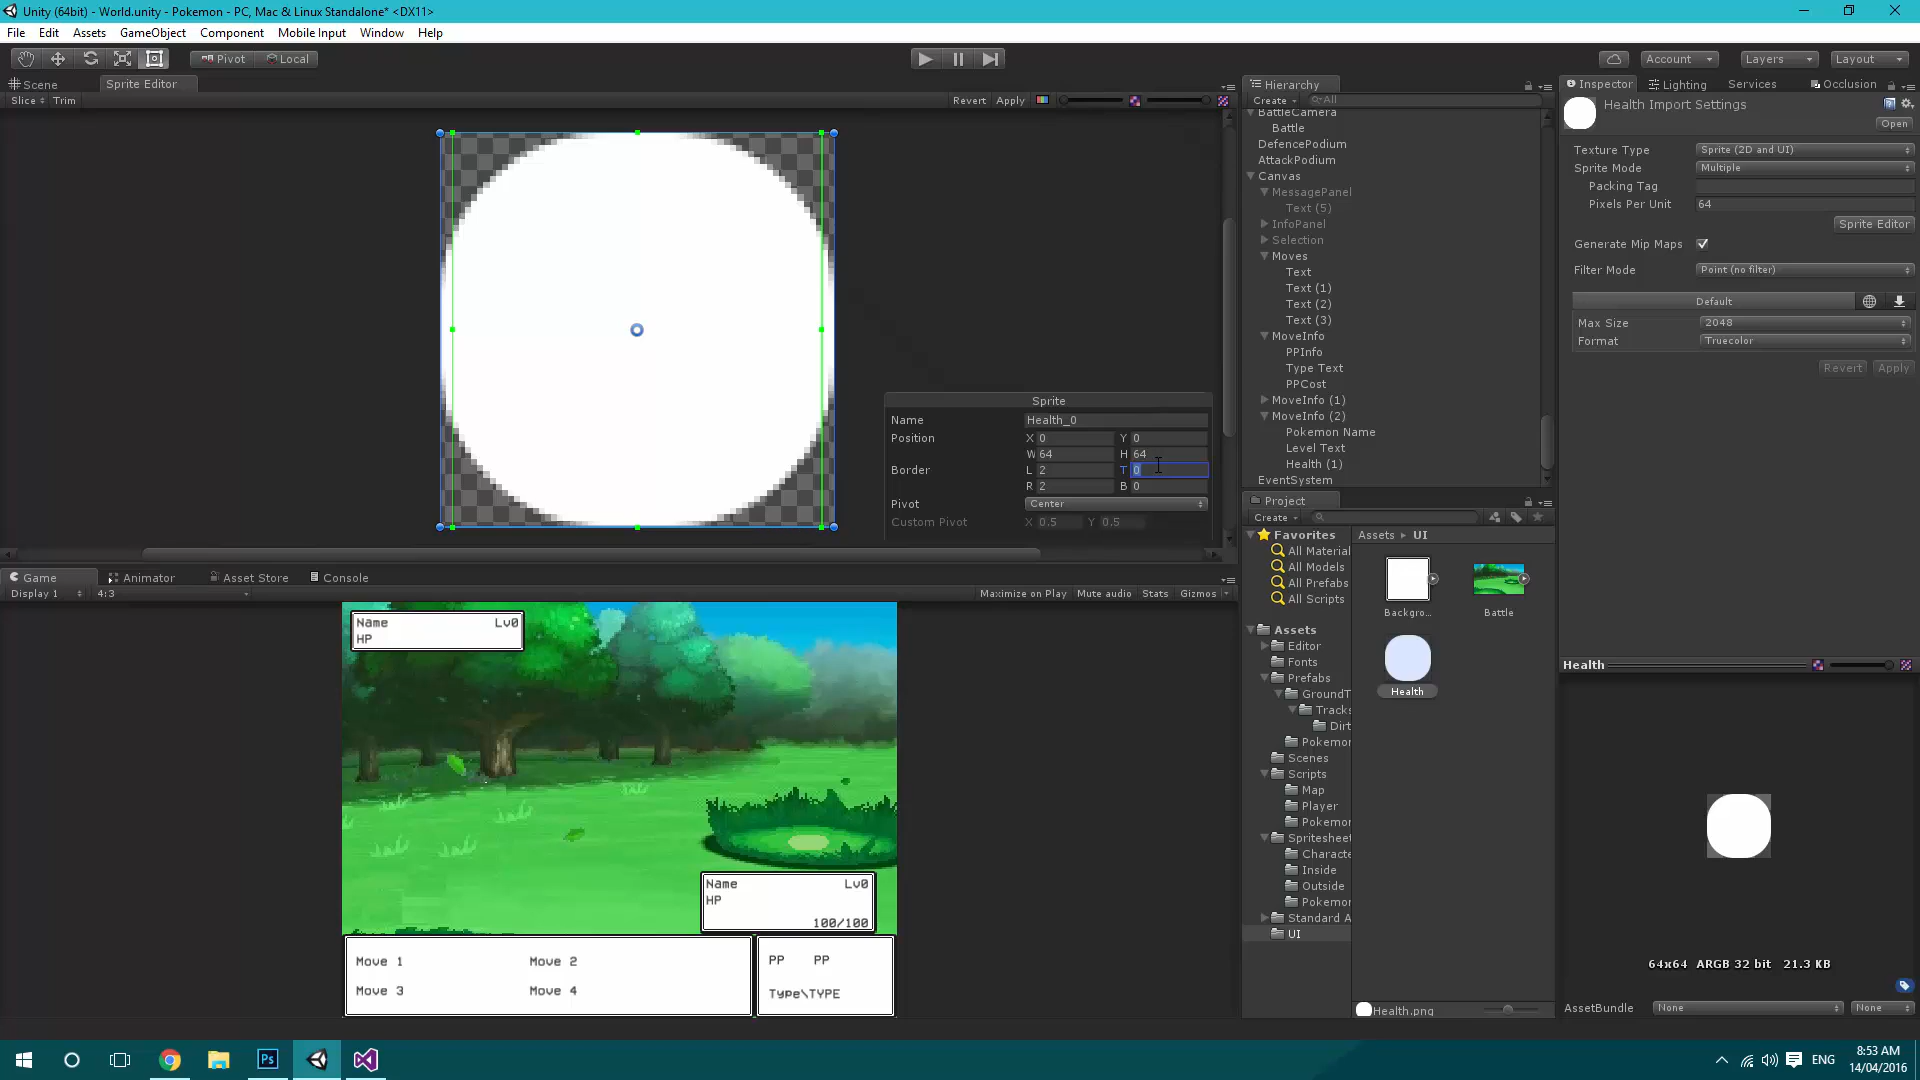 Unity (64bit) - World.unity - Pokemon - PC, Mac & Linux Standalone* <DX11>
File Edit Assets GameObject Component Mobile Input Window Help
Pivot Local Account Layers Layout
Scene Sprite Editor
Slice Trim Revert Apply
Sprite
Name Health_0
Position X 0 Y 0
W 64 H 64
Border L 2 T 0
R 2 B 0
Pivot Center
Custom Pivot X 0.5 Y 0.5
Game Animator Asset Store Console
Display 1 4:3 Maximize on Play Mute audio Stats Gizmos
Name Lv0
HP
Name Lv0
HP
100/100
Move 1 Move 2
Move 3 Move 4
PP PP
Type\TYPE
Hierarchy
Create All
BattleCamera
Battle
DefencePodium
AttackPodium
Canvas
MessagePanel
Text (5)
InfoPanel
Selection
Moves
Text
Text (1)
Text (2)
Text (3)
MoveInfo
PPInfo
Type Text
PPCost
MoveInfo (1)
MoveInfo (2)
Pokemon Name
Level Text
Health (1)
EventSystem
Project
Create
Favorites
All Material
All Models
All Prefabs
All Scripts
Assets
Editor
Fonts
Prefabs
GroundT
Tracks
Dirt
Pokemon
Scenes
Scripts
Map
Player
Pokemon
Spritesheet
Characte
Inside
Outside
Pokemon
Standard A
UI
Assets UI
Backgro... Battle
Health
Health.png
Inspector Lighting Services Occlusion
Health Import Settings
Open
Texture Type Sprite (2D and UI)
Sprite Mode Multiple
Packing Tag
Pixels Per Unit 64
Sprite Editor
Generate Mip Maps
Filter Mode Point (no filter)
Default
Max Size 2048
Format Truecolor
Revert Apply
Health
64x64 ARGB 32 bit 21.3 KB
AssetBundle None None
Ps
ENG
8:53 AM
14/04/2016